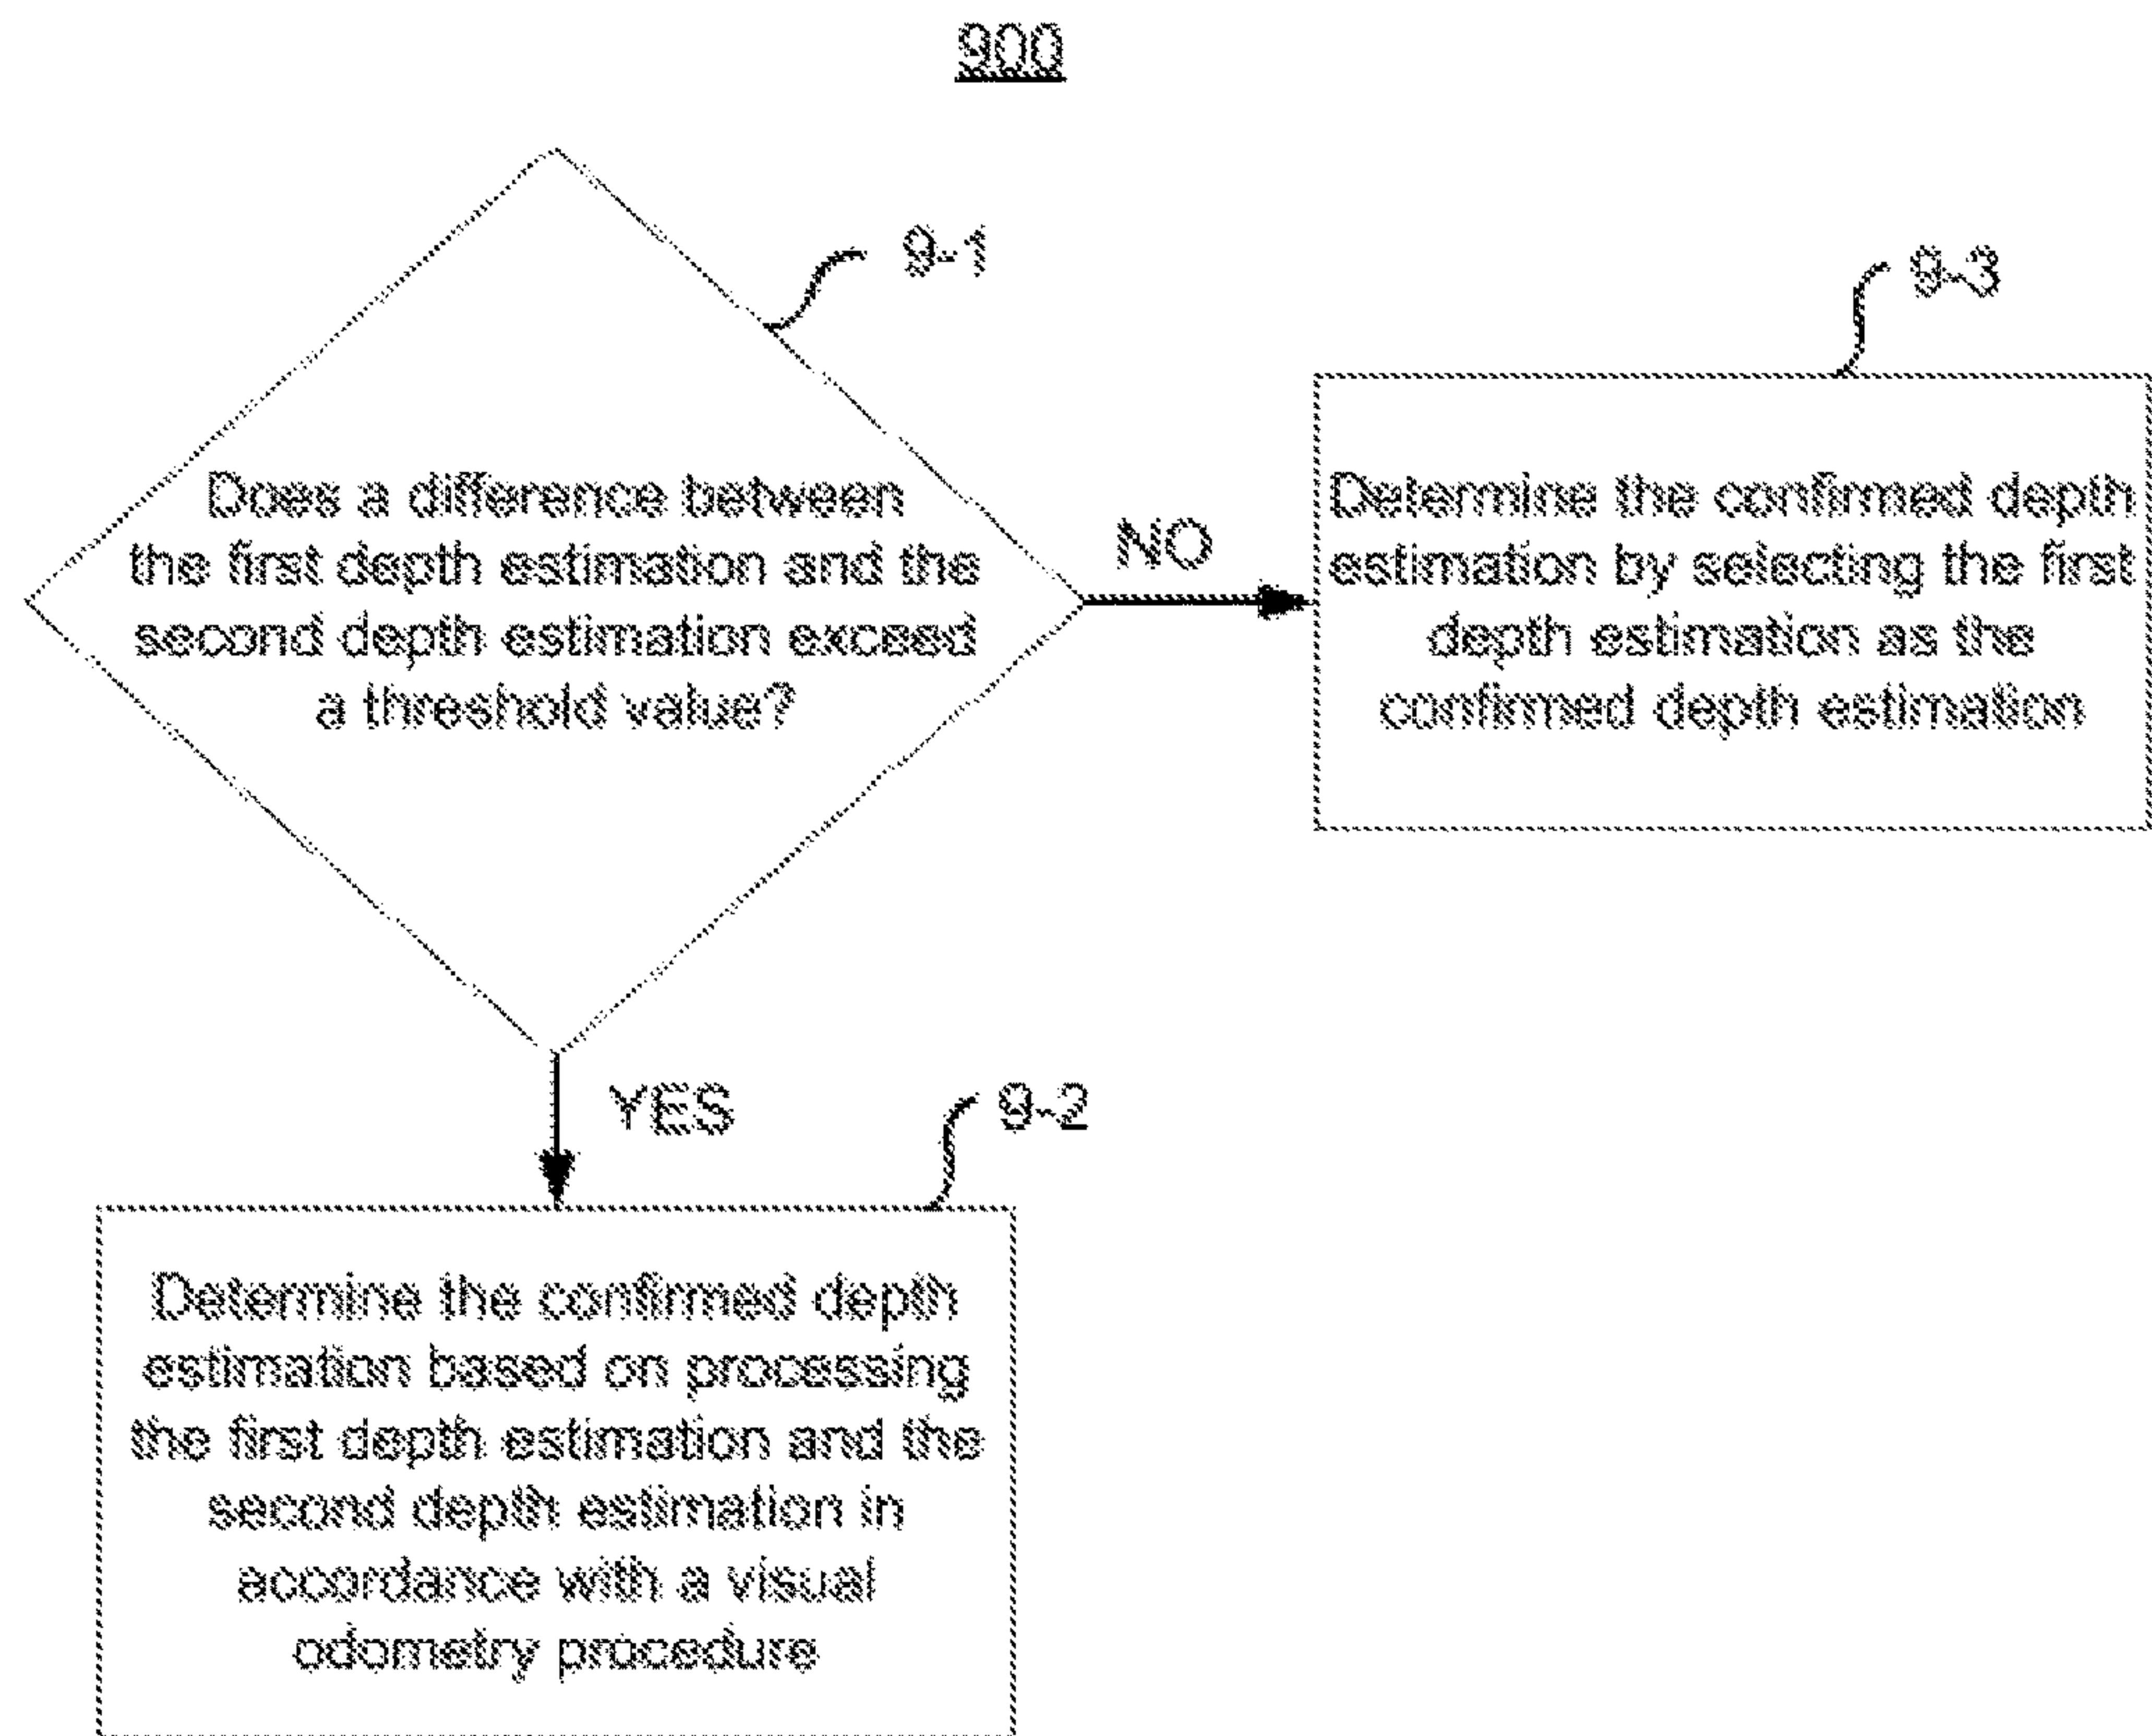 900
9-1
Does a difference between
the first depth estimation and the
second depth estimation exceed
a threshold value?
NO
9-3
Determine the confirmed depth
estimation by selecting the first
depth estimation as the
confirmed depth estimation
YES
9-2
Determine the confirmed depth
estimation based on processing
the first depth estimation and the
second depth estimation in
accordance with a visual
odometry procedure